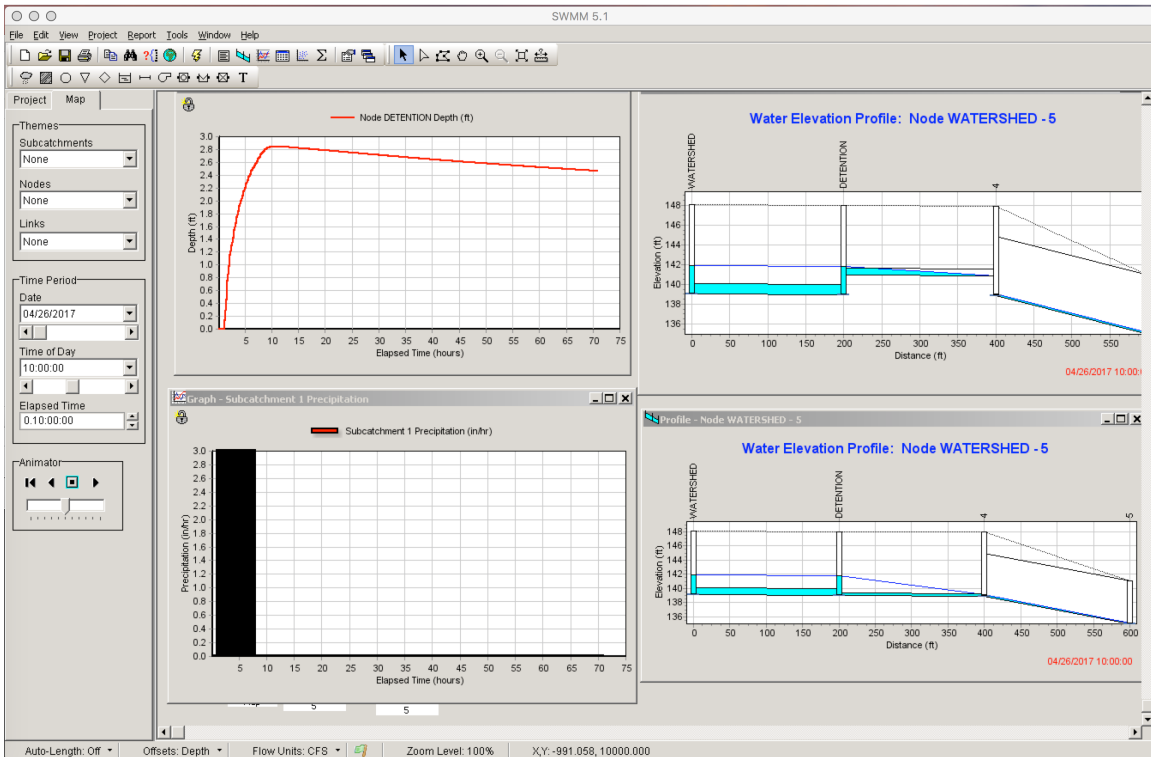 SWMM 5.1
File Edit View Project Report Tools Window Help
T
Project Map
Themes
Subcatchments
None
Nodes
None
Links
None
Time Period
Date
04/26/2017
Time of Day
10:00:00
Elapsed Time
0.10:00:00
Animator
Node DETENTION Depth (ft)
3.0
2.8
2.6
2.4
2.2
2.0
1.8
1.6
1.4
1.2
1.0
0.8
0.6
0.4
0.2
0.0
Depth (ft)
5 10 15 20 25 30 35 40 45 50 55 60 65 70 75
Elapsed Time (hours)
Water Elevation Profile: Node WATERSHED - 5
WATERSHED
DETENTION
4
148
146
144
142
140
138
136
Elevation (ft)
0 50 100 150 200 250 300 350 400 450 500 550
Distance (ft)
04/26/2017 10:00:0
Graph - Subcatchment 1 Precipitation
Subcatchment 1 Precipitation (in/hr)
3.0
2.8
2.6
2.4
2.2
2.0
1.8
1.6
1.4
1.2
1.0
0.8
0.6
0.4
0.2
0.0
Precipitation (in/hr)
5 10 15 20 25 30 35 40 45 50 55 60 65 70 75
Elapsed Time (hours)
Profile - Node WATERSHED - 5
Water Elevation Profile: Node WATERSHED - 5
WATERSHED
DETENTION
4
5
148
146
144
142
140
138
136
Elevation (ft)
0 50 100 150 200 250 300 350 400 450 500 550 600
Distance (ft)
04/26/2017 10:00:00
5 5
Auto-Length: Off Offsets: Depth Flow Units: CFS Zoom Level: 100% X,Y: -991.058, 10000.000